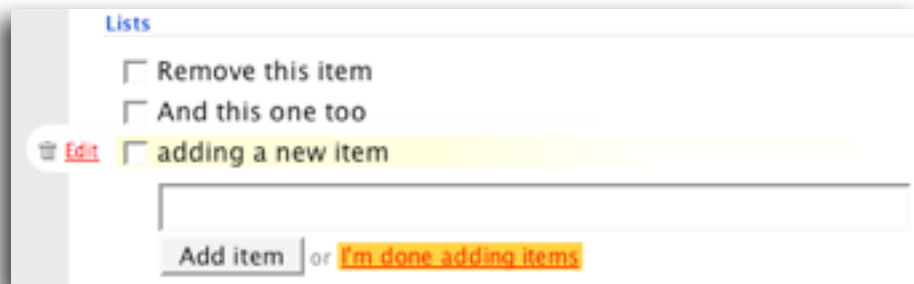 Lists
Remove this item
And this one too
Edit adding a new item
Add item or I'm done adding items